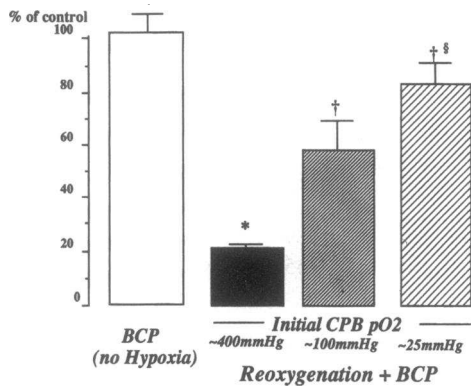 % of control
100
80
60
40
20
0
*
†
† §
BCP
(no Hypoxia)
Initial CPB pO2
~400mmHg ~100mmHg ~25mmHg
Reoxygenation + BCP